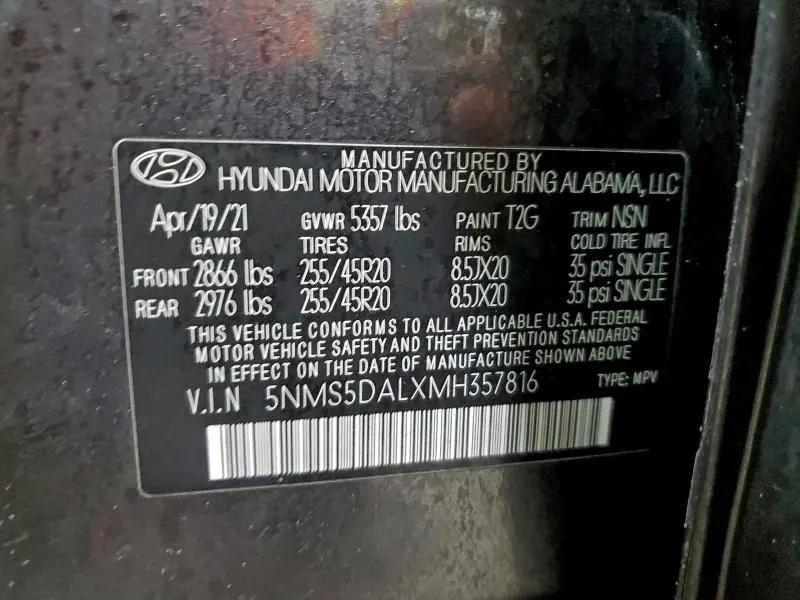 MANUFACTURED BY
HYUNDAI MOTOR MANUFACTURING ALABAMA, LLC
Apr/19/21 GVWR 5357 lbs PAINT T2G TRIM NSN
GAWR TIRES RIMS COLD TIRE INFL
FRONT 2866 lbs 255/45R20 8.5JX20 35 psi SINGLE
REAR 2976 lbs 255/45R20 8.5JX20 35 psi SINGLE
THIS VEHICLE CONFORMS TO ALL APPLICABLE U.S.A. FEDERAL
MOTOR VEHICLE SAFETY AND THEFT PREVENTION STANDARDS
IN EFFECT ON THE DATE OF MANUFACTURE SHOWN ABOVE
V.I.N 5NMS5DALXMH357816 TYPE: MPV